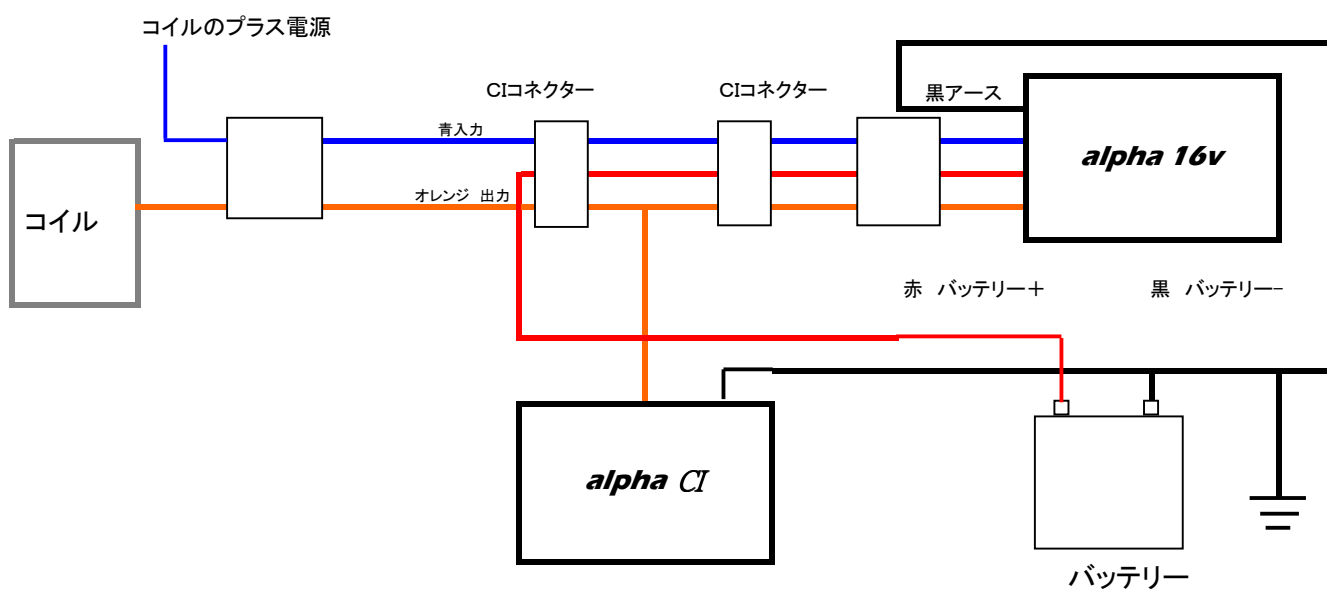 コイルのプラス電源
CIコネクター
CIコネクター
黒アース
青入力
alpha 16v
オレンジ 出力
コイル
赤 バッテリー+
黒 バッテリー-
alpha CI
バッテリー